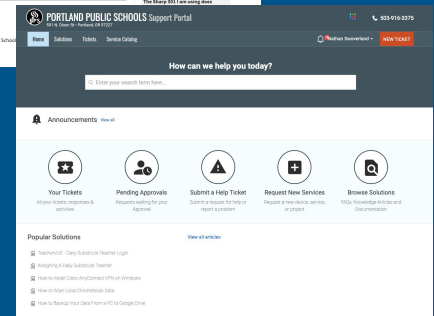 The Sharp 301 I am using does
School
PORTLAND PUBLIC SCHOOLS Support Portal
501 N. Dixon St • Portland, OR 97227
503-916-3375
Home Solutions Tickets Service Catalog
Nathan Swoverland
NEW TICKET
How can we help you today?
Enter your search term here...
Announcements View all
Your Tickets
All your tickets, responses & activities
Pending Approvals
Requests waiting for your Approval
Submit a Help Ticket
Submit a request for help or report a problem
Request New Services
Request a new device, service, or project
Browse Solutions
FAQs, Knowledge Articles and Documentation
Popular Solutions
View all articles
TeacherVUE - Daily Substitute Teacher Login
Assigning A Daily Substitute Teacher
How to Install Cisco AnyConnect VPN on Windows
How to Wipe Local Chromebook Data
How to Backup Your Data From a PC to Google Drive